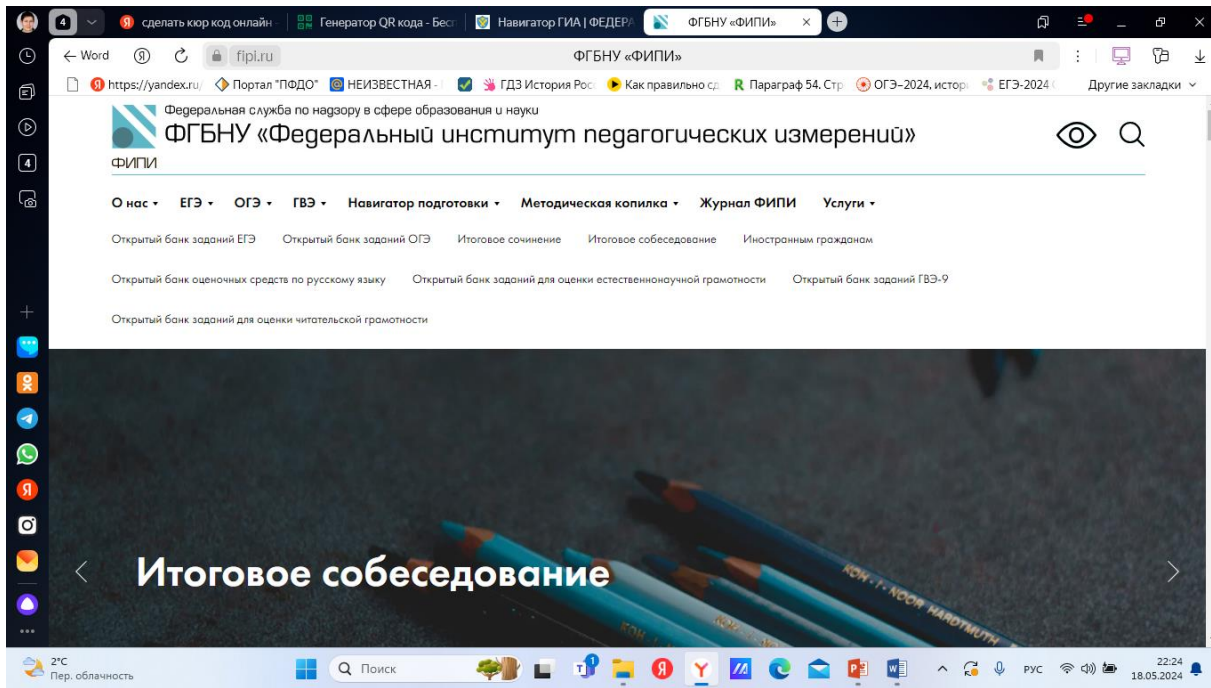 4 сделать кюр код онлайн - Генератор QR кода - Бесп Навигатор ГИА | ФЕДЕРА ФГБНУ «ФИПИ»
← Word fipi.ru ФГБНУ «ФИПИ»
https://yandex.ru/ Портал "ПФДО" НЕИЗВЕСТНАЯ - ГДЗ История Рос Как правильно сд Параграф 54. Стр ОГЭ–2024, истор ЕГЭ-2024 Другие закладки
4
Федеральная служба по надзору в сфере образования и науки
ФГБНУ «Федеральный институт педагогических измерений»
ФИПИ
О нас ЕГЭ ОГЭ ГВЭ Навигатор подготовки Методическая копилка Журнал ФИПИ Услуги
Открытый банк заданий ЕГЭ Открытый банк заданий ОГЭ Итоговое сочинение Итоговое собеседование Иностранным гражданам
Открытый банк оценочных средств по русскому языку Открытый банк заданий для оценки естественнонаучной грамотности Открытый банк заданий ГВЭ-9
Открытый банк заданий для оценки читательской грамотности
Итоговое собеседование
KOH-I-NOOR HARDTMUTH
2°C
Пер. облачность
Поиск
РУС
22:24
18.05.2024